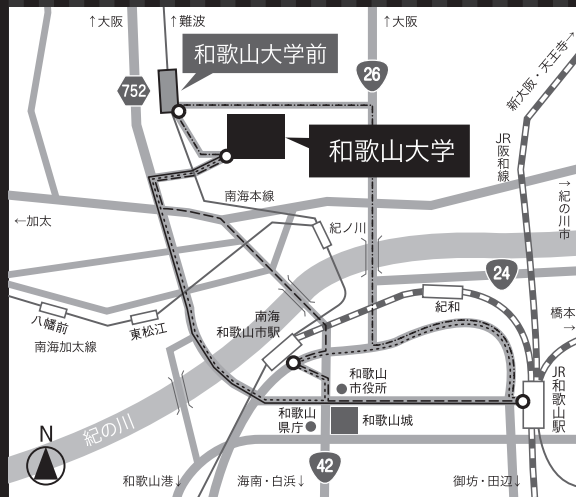 ↑大阪
↑難波
↑大阪
和歌山大学前
26
新大阪・天王寺→
752
和歌山大学
JR
阪和線
南海本線
→紀の川市
←加太
紀ノ川
24
紀和
八幡前
東松江
南海
和歌山市駅
橋本
→
南海加太線
和歌山
市役所
JR
和歌山駅
紀の川
和歌山
県庁
和歌山城
N
42
和歌山港↓
海南・白浜↓
御坊・田辺↓